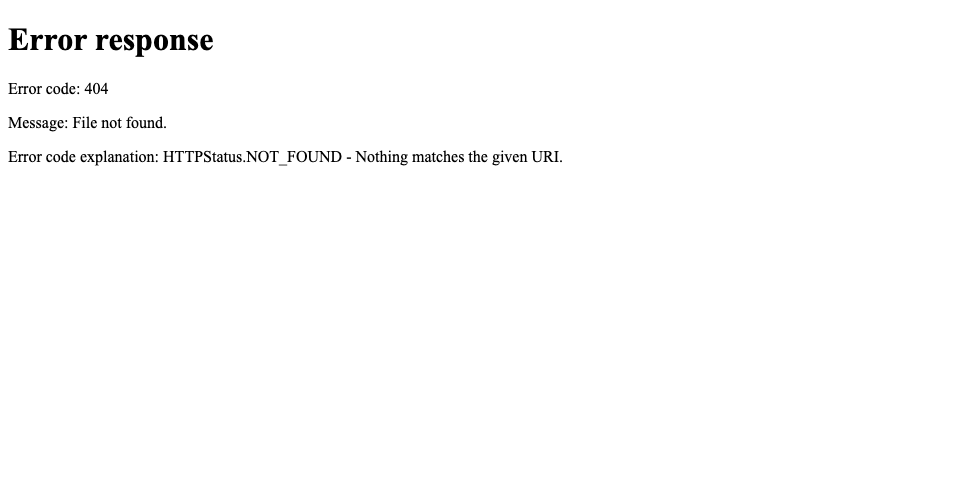 Error response
Error code: 404
Message: File not found.
Error code explanation: HTTPStatus.NOT_FOUND - Nothing matches the given URI.